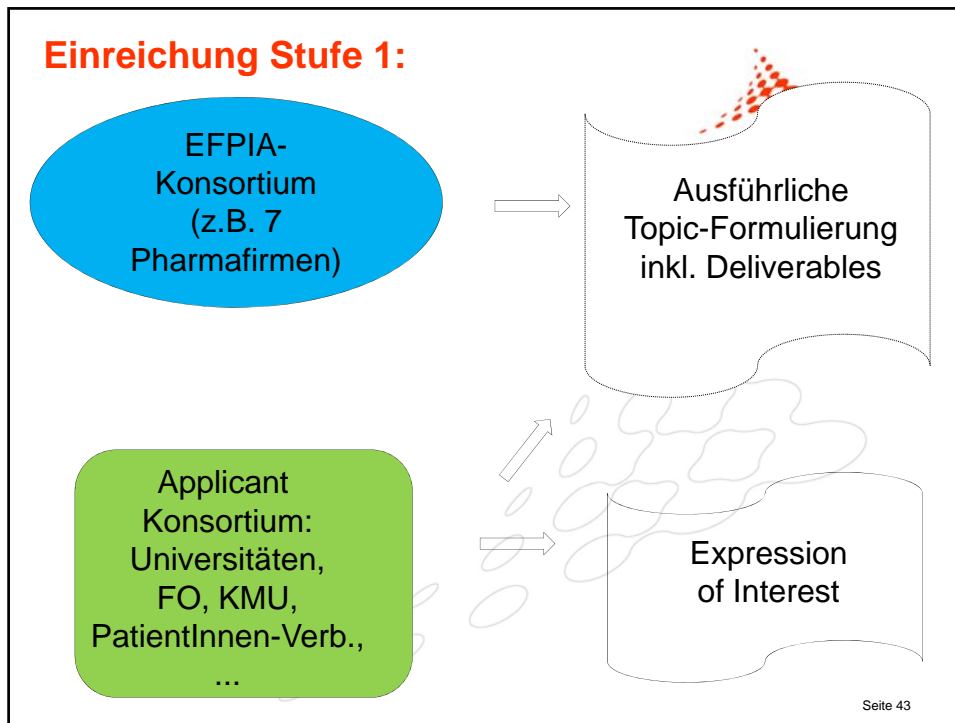 Einreichung Stufe 1:
EFPIA-
Konsortium
(z.B. 7
Pharmafirmen)
Ausführliche
Topic-Formulierung
inkl. Deliverables
Applicant
Konsortium:
Universitäten,
FO, KMU,
PatientInnen-Verb.,
...
Expression
of Interest
Seite 43